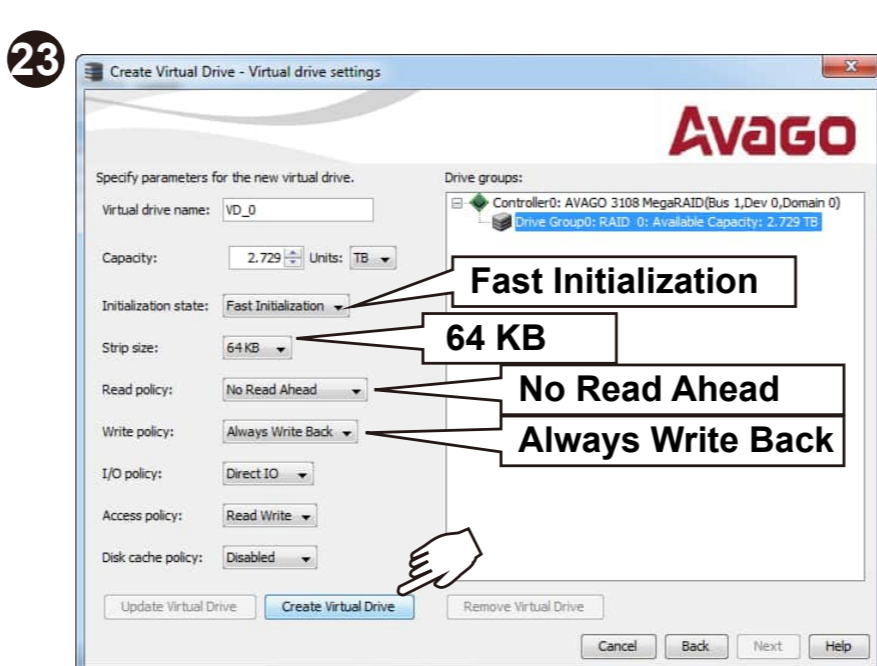 23
Create Virtual Drive - Virtual drive settings
x
Avago
Specify parameters for the new virtual drive.
Drive groups:
Virtual drive name: VD_0
Controller0: AVAGO 3108 MegaRAID(Bus 1,Dev 0,Domain 0)
Drive Group0: RAID 0: Available Capacity: 2.729 TB
Capacity: 2.729 Units: TB
Fast Initialization
Initialization state: Fast Initialization
64 KB
Strip size: 64 KB
No Read Ahead
Read policy: No Read Ahead
Always Write Back
Write policy: Always Write Back
I/O policy: Direct IO
Access policy: Read Write
Disk cache policy: Disabled
Update Virtual Drive Create Virtual Drive Remove Virtual Drive
Cancel Back Next Help